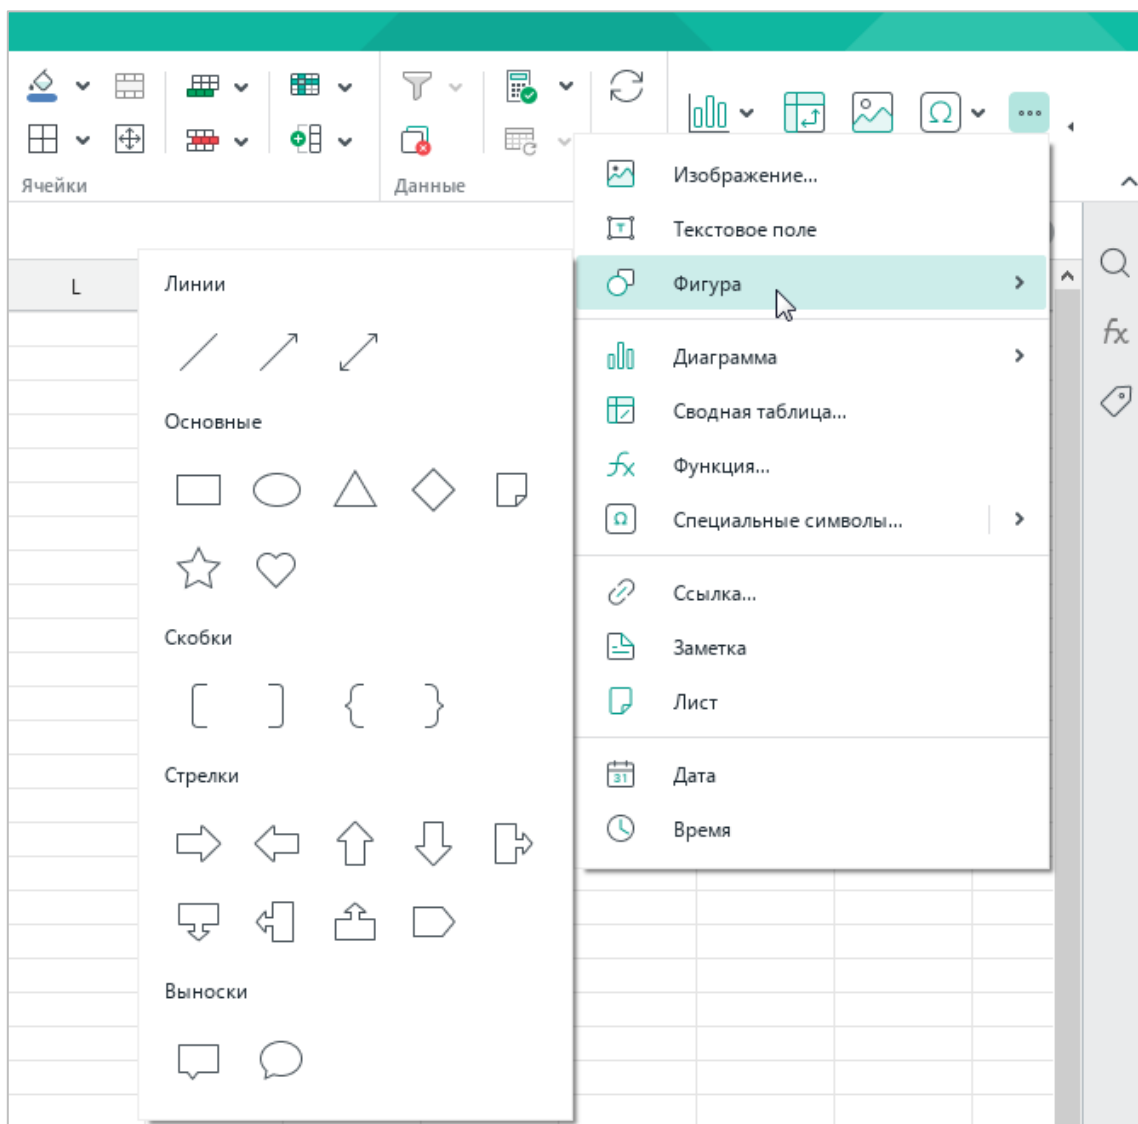 Ячейки
Данные
L
Изображение...
Текстовое поле
Фигура
Диаграмма
Сводная таблица...
Функция...
Специальные символы...
Ссылка...
Заметка
Лист
31
Дата
Время
Линии
Основные
Скобки
Стрелки
Выноски
fx